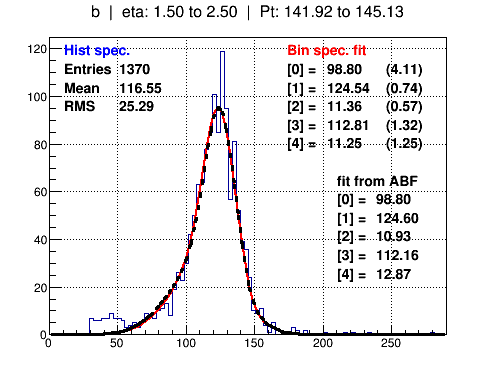 b | eta: 1.50 to 2.50 | Pt: 141.92 to 145.13
Hist spec.
Entries 1370
Mean 116.55
RMS 25.29
Bin spec. fit
[0] = 98.80 (4.11)
[1] = 124.54 (0.74)
[2] = 11.36 (0.57)
[3] = 112.81 (1.32)
[4] = 11.25 (1.25)
fit from ABF
[0] = 98.80
[1] = 124.60
[2] = 10.93
[3] = 112.16
[4] = 12.87
120
100
80
60
40
20
0
0 50 100 150 200 250